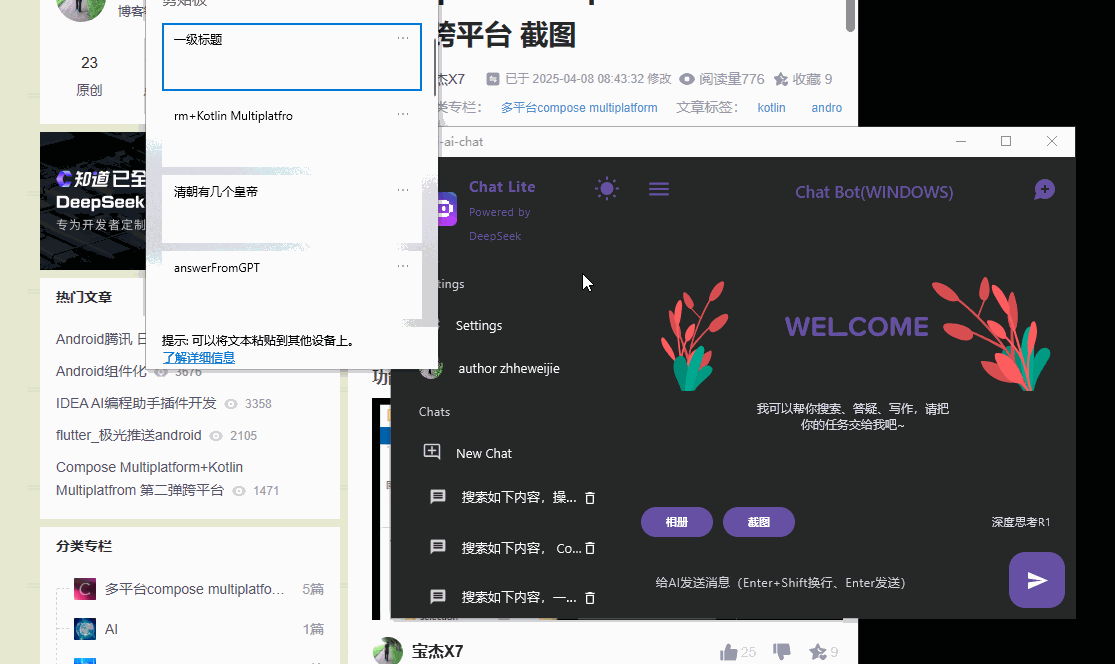 剪贴板
一级标题
rm+Kotlin Multiplatfro
清朝有几个皇帝
answerFromGPT
提示: 可以将文本粘贴到其他设备上。
了解详细信息
博客
23
原创
知道已全
DeepSeek
专为开发者定制
热门文章
Android腾讯
Android组件化 3676
IDEA AI编程助手插件开发 3358
flutter_极光推送android 2105
Compose Multiplatform+Kotlin
Multiplatfrom 第二弹跨平台 1471
分类专栏
多平台compose multiplatfo... 5篇
AI 1篇
跨平台 截图
杰X7 已于 2025-04-08 08:43:32 修改 阅读量776 收藏 9
类专栏： 多平台compose multiplatform 文章标签： kotlin andro
-ai-chat
Chat Lite
Powered by
DeepSeek
tings
Settings
author zhheweijie
Chats
New Chat
搜索如下内容，操...
搜索如下内容， Co...
搜索如下内容，一...
Chat Bot(WINDOWS)
WELCOME
我可以帮你搜索、答疑、写作，请把
你的任务交给我吧~
相册
截图
深度思考R1
给AI发送消息（Enter+Shift换行、Enter发送）
宝杰X7
25
9